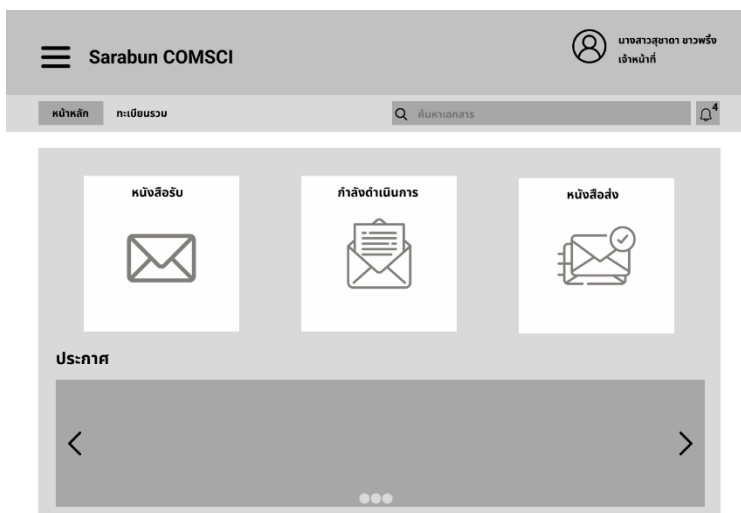 Sarabun COMSCI
นางสาวสุชาดา ขาวพริ้ง
เจ้าหน้าที่
หน้าหลัก
ทะเบียนรวม
ค้นหาเอกสาร
4
หนังสือรับ
กำลังดำเนินการ
หนังสือส่ง
ประกาศ